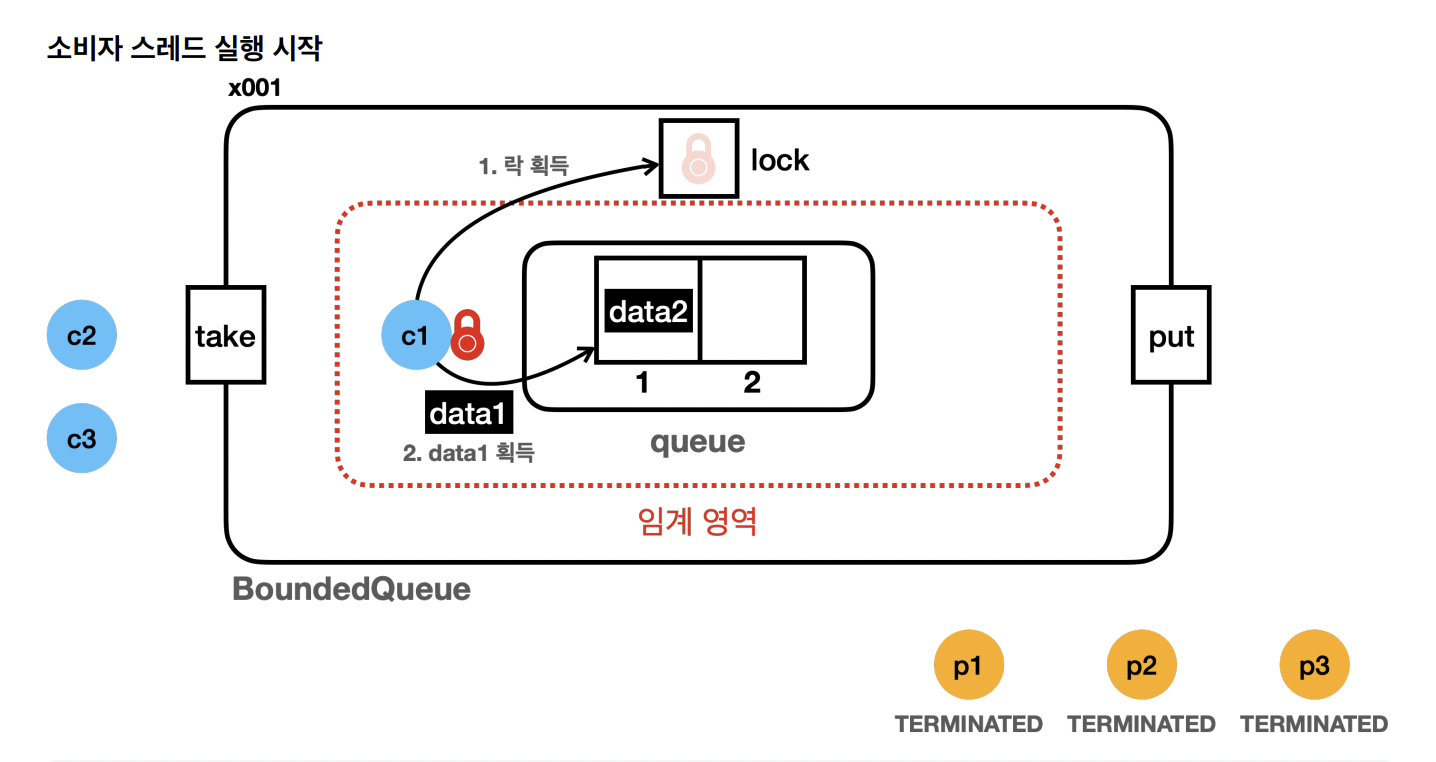 소비자 스레드 실행 시작
x001
1. 락 획득
lock
c2
take
c1
data2
put
1
2
c3
data1
2. data1 획득
queue
임계 영역
BoundedQueue
p1
p2
p3
TERMINATED
TERMINATED
TERMINATED